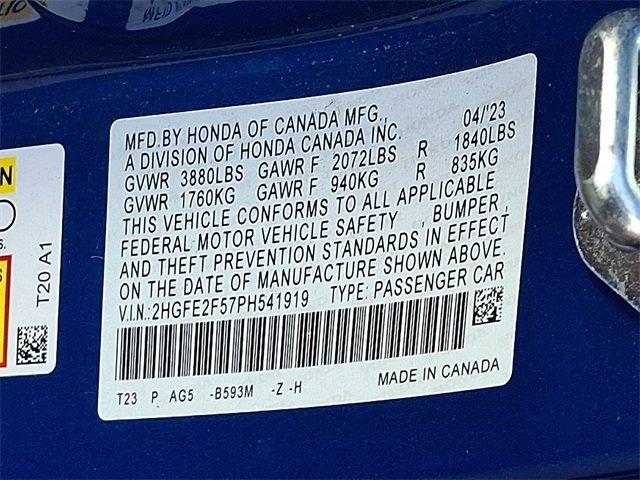 MFD.BY HONDA OF CANADA MFG., 04/'23
A DIVISION OF HONDA CANADA INC.
GVWR 3880LBS GAWR F 2072LBS R 1840LBS
GVWR 1760KG GAWR F 940KG R 835KG
THIS VEHICLE CONFORMS TO ALL APPLICABLE
FEDERAL MOTOR VEHICLE SAFETY , BUMPER,
AND THEFT PREVENTION STANDARDS IN EFFECT
ON THE DATE OF MANUFACTURE SHOWN ABOVE.
V.I.N:2HGFE2F57PH541919 TYPE: PASSENGER CAR
T23 P AG5 -B593M -Z -H MADE IN CANADA
T20 A1